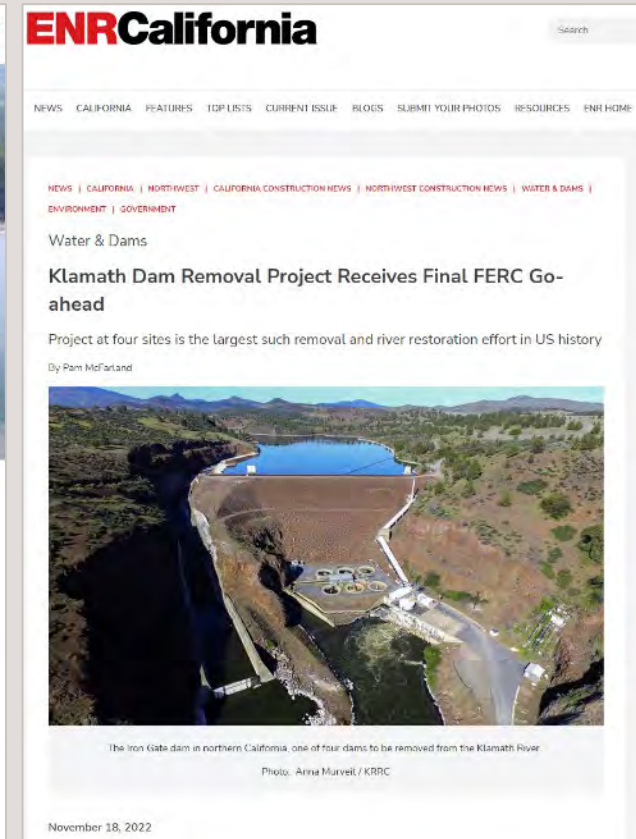 ENRCalifornia
Search
NEWS CALIFORNIA FEATURES TOP LISTS CURRENT ISSUE BLOGS SUBMIT YOUR PHOTOS RESOURCES ENR HOME
NEWS | CALIFORNIA | NORTHWEST | CALIFORNIA CONSTRUCTION NEWS | NORTHWEST CONSTRUCTION NEWS | WATER & DAMS |
ENVIRONMENT | GOVERNMENT
Water & Dams
Klamath Dam Removal Project Receives Final FERC Go-
ahead
Project at four sites is the largest such removal and river restoration effort in US history
By Pam McFarland
The Iron Gate dam in northern California, one of four dams to be removed from the Klamath River
Photo: Anna Murveit / KRRC
November 18, 2022